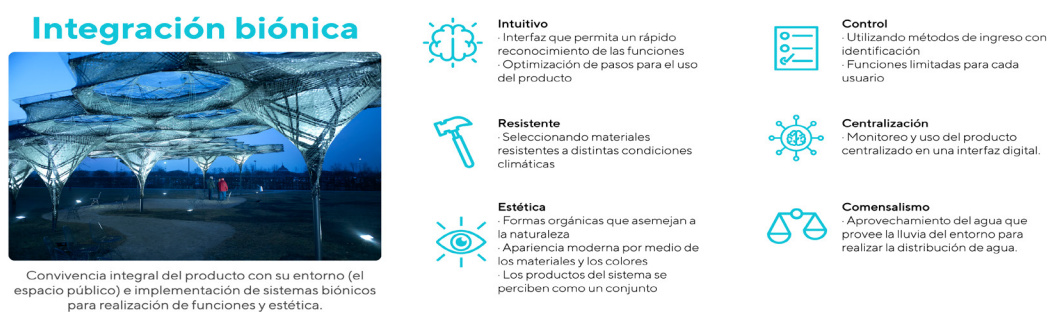 Integración biónica
Convivencia integral del producto con su entorno (el
espacio público) e implementación de sistemas biónicos
para realización de funciones y estética.
Intuitivo
· Interfaz que permita un rápido
reconocimiento de las funciones
· Optimización de pasos para el uso
del producto
Resistente
· Seleccionando materiales
resistentes a distintas condiciones
climáticas
Estética
· Formas orgánicas que asemejan a
la naturaleza
· Apariencia moderna por medio de
los materiales y los colores
· Los productos del sistema se
perciben como un conjunto
Control
· Utilizando métodos de ingreso con
identificación
· Funciones limitadas para cada
usuario
Centralización
· Monitoreo y uso del producto
centralizado en una interfaz digital.
Comensalismo
· Aprovechamiento del agua que
provee la lluvia del entorno para
realizar la distribución de agua.